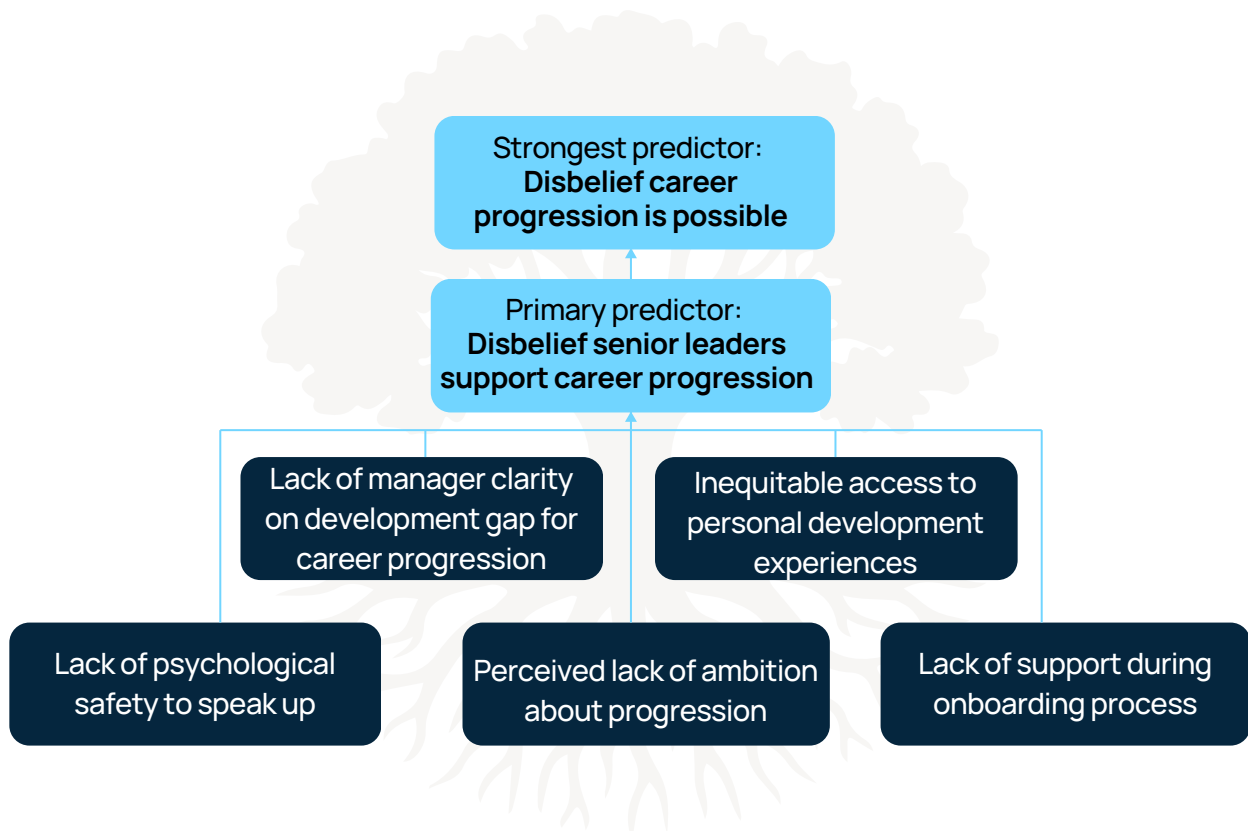 Strongest predictor:
Disbelief career
progression is possible
Primary predictor:
Disbelief senior leaders
support career progression
Lack of manager clarity
on development gap for
career progression
Inequitable access to
personal development
experiences
Lack of psychological
safety to speak up
Perceived lack of ambition
about progression
Lack of support during
onboarding process